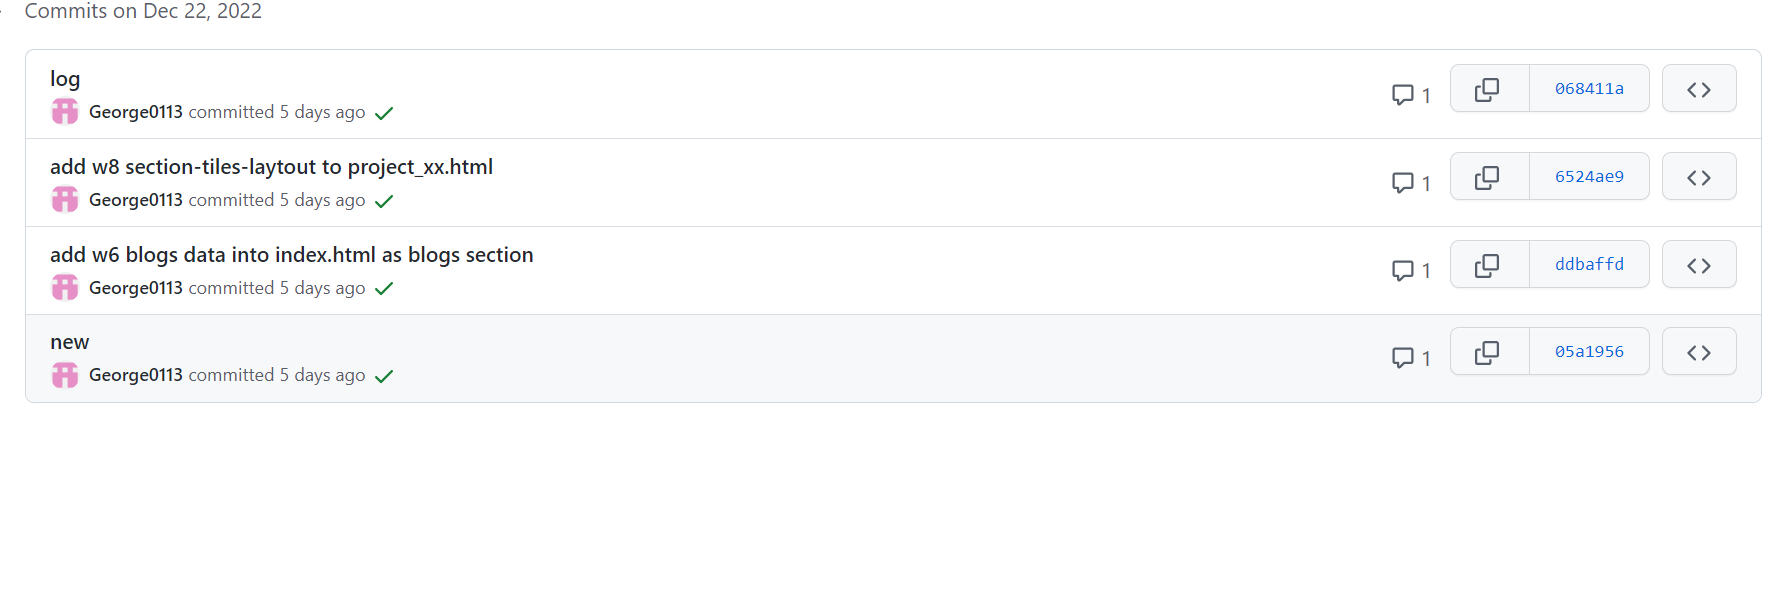 Commits on Dec 22, 2022
log
George0113 committed 5 days ago
1
068411a
add w8 section-tiles-laytout to project_xx.html
George0113 committed 5 days ago
1
6524ae9
add w6 blogs data into index.html as blogs section
George0113 committed 5 days ago
1
ddbaffd
new
George0113 committed 5 days ago
1
05a1956